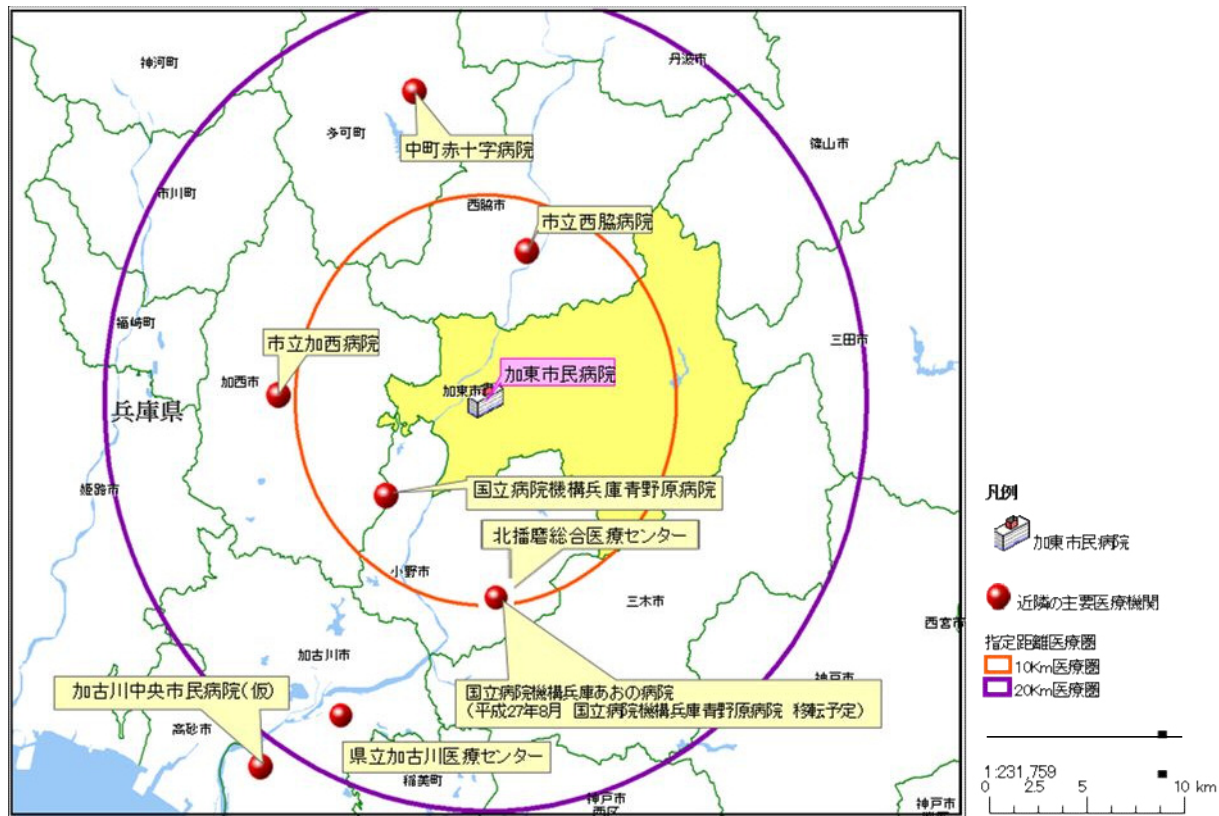 神河町
丹波市
多可町
中町赤十字病院
篠山市
市川町
西脇市
市立西脇病院
福崎町
市立加西病院
三田市
加西市
加東市
加東市民病院
兵庫県
姫路市
国立病院機構兵庫青野原病院
北播磨総合医療センター
小野市
三木市
西宮市
加古川市
神戸市
加古川中央市民病院(仮)
国立病院機構兵庫あおの病院
(平成27年8月 国立病院機構兵庫青野原病院 移転予定)
高砂市
県立加古川医療センター
稲美町
神戸市
西区
神戸市
凡例
加東市民病院
近隣の主要医療機関
指定距離医療圏
10Km医療圏
20Km医療圏
1:231,759
0 2.5 5 10 km